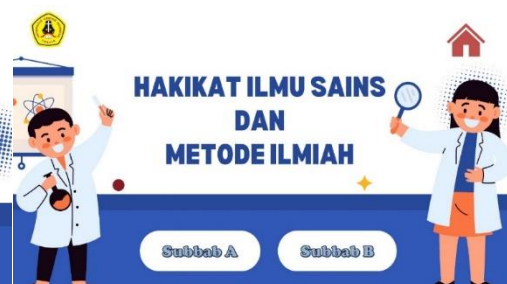 HAKIKAT ILMU SAINS
DAN
METODE ILMIAH
Subbab A
Subbab B